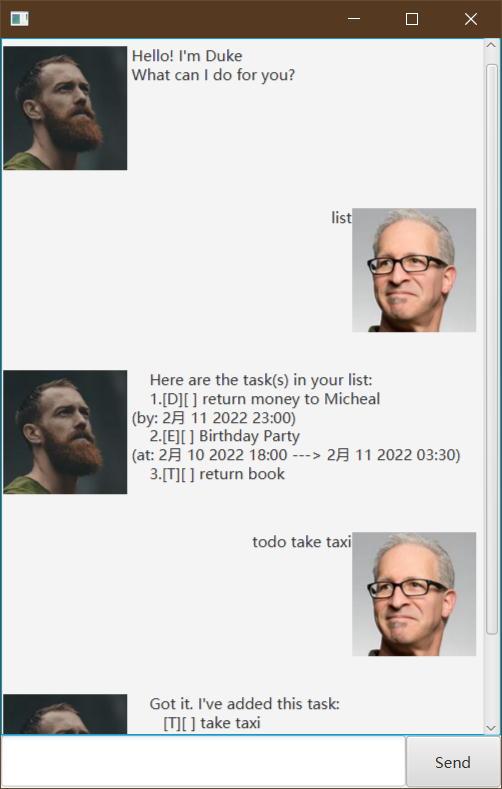 Hello! I'm Duke
What can I do for you?
list
Here are the task(s) in your list:
1.[D][ ] return money to Micheal
(by: 2月 11 2022 23:00)
2.[E][ ] Birthday Party
(at: 2月 10 2022 18:00 ---> 2月 11 2022 03:30)
3.[T][ ] return book
todo take taxi
Got it. I've added this task:
[T][ ] take taxi
Send